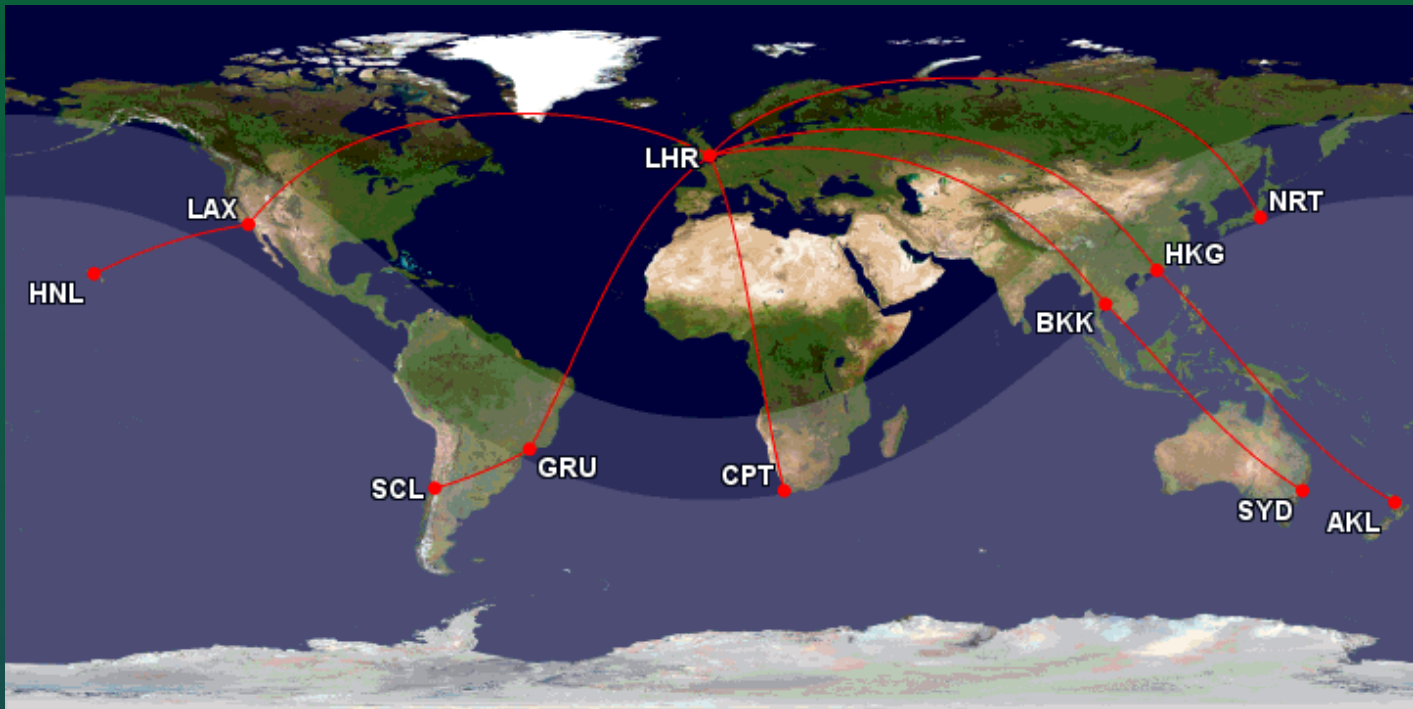 LHR
LAX
NRT
HKG
HNL
BKK
GRU
CPT
SCL
SYD
AKL